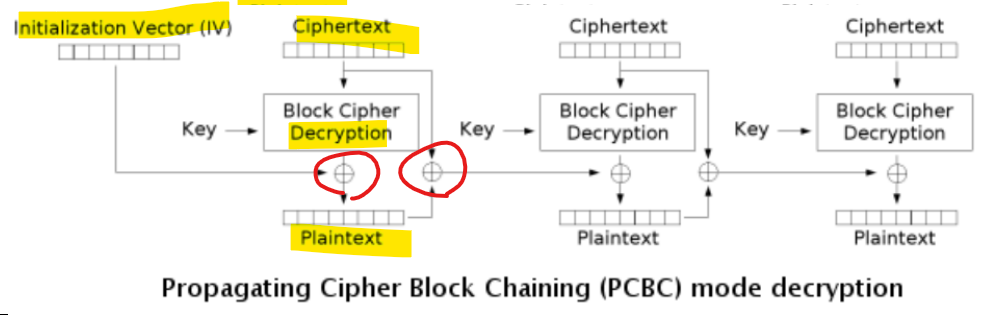 Initialization Vector (IV)
Ciphertext
Ciphertext
Ciphertext
Key
Block Cipher
Decryption
Key
Block Cipher
Decryption
Key
Block Cipher
Decryption
Plaintext
Plaintext
Plaintext
Propagating Cipher Block Chaining (PCBC) mode decryption